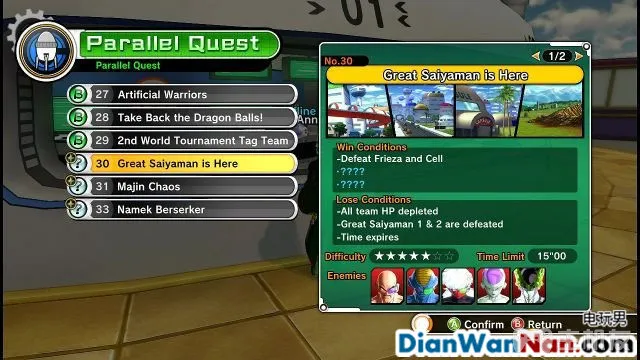 01
Parallel Quest
Parallel Quest
B 27 Artificial Warriors
B 28 Take Back the Dragon Balls!
B 29 2nd World Tournament Tag Team
? 30 Great Saiyaman is Here
? 31 Majin Chaos
? 33 Namek Berserker
No.30
1/2
Great Saiyaman is Here
Win Conditions
-Defeat Frieza and Cell
-????
-????
Lose Conditions
-All team HP depleted
-Great Saiyaman 1 & 2 are defeated
-Time expires
Difficulty ★★★★★☆☆ Time Limit 15"00
Enemies
A Confirm B Return
电玩男
DianWanNan.com